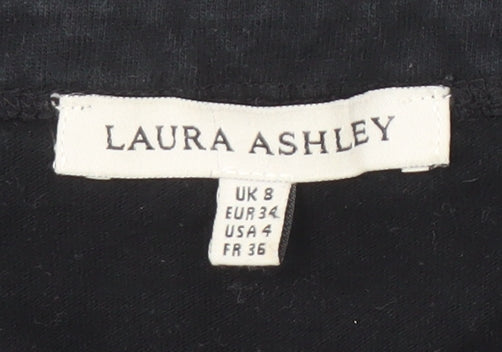 LAURA ASHLEY
UK 8
EUR 34
USA 4
FR 36